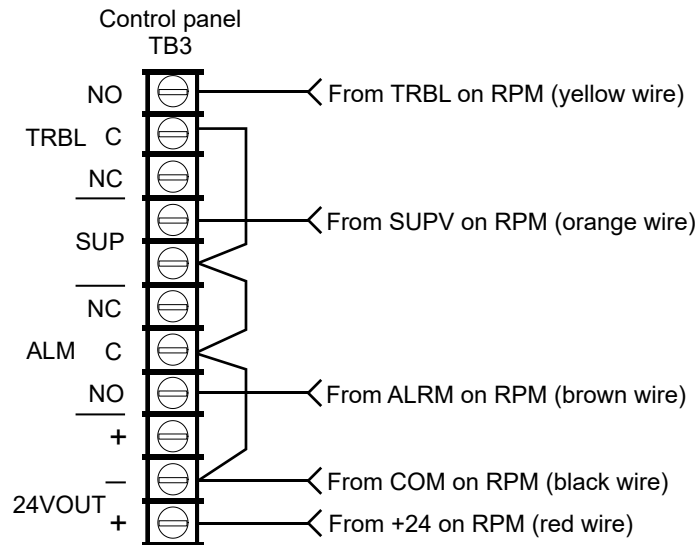 Control panel
TB3
NO From TRBL on RPM (yellow wire)
TRBL C
NC
From SUPV on RPM (orange wire)
SUP
NC
ALM C
NO From ALRM on RPM (brown wire)
+
– From COM on RPM (black wire)
24VOUT
+ From +24 on RPM (red wire)